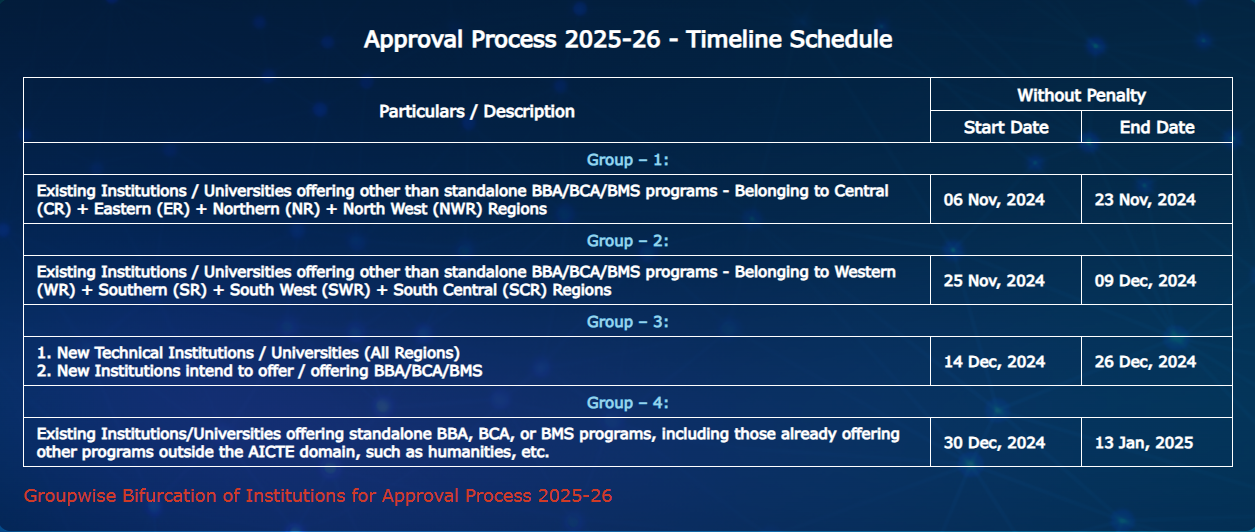 Approval Process 2025-26 - Timeline Schedule
Particulars / Description
Without Penalty
Start Date
End Date
Group – 1:
Existing Institutions / Universities offering other than standalone BBA/BCA/BMS programs - Belonging to Central
(CR) + Eastern (ER) + Northern (NR) + North West (NWR) Regions
06 Nov, 2024
23 Nov, 2024
Group – 2:
Existing Institutions / Universities offering other than standalone BBA/BCA/BMS programs - Belonging to Western
(WR) + Southern (SR) + South West (SWR) + South Central (SCR) Regions
25 Nov, 2024
09 Dec, 2024
Group – 3:
1. New Technical Institutions / Universities (All Regions)
2. New Institutions intend to offer / offering BBA/BCA/BMS
14 Dec, 2024
26 Dec, 2024
Group – 4:
Existing Institutions/Universities offering standalone BBA, BCA, or BMS programs, including those already offering
other programs outside the AICTE domain, such as humanities, etc.
30 Dec, 2024
13 Jan, 2025
Groupwise Bifurcation of Institutions for Approval Process 2025-26